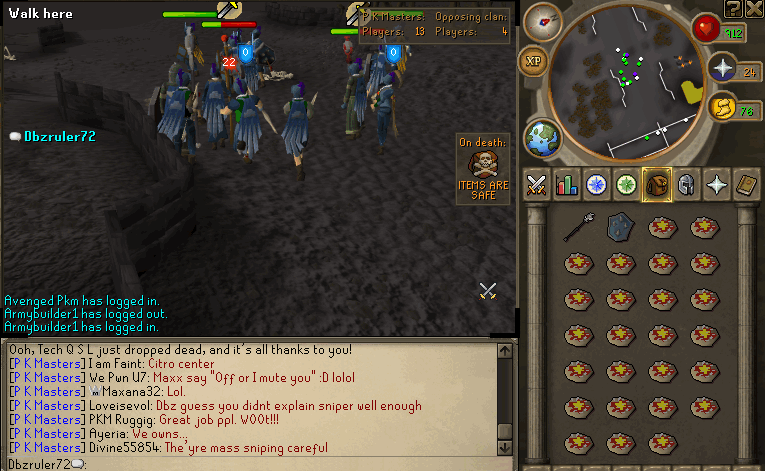 Walk here
P K Masters: Opposing clan:
Players: 13 Players: 4
22
0
0
Dbzruler72
On death:
ITEMS ARE
SAFE
912
XP
24
76
Avenged Pkm has logged in.
Armybuilder1 has logged out.
Armybuilder1 has logged in.
Ooh, Tech Q S L just dropped dead, and it's all thanks to you!
[P K Masters] I am Faint: Citro center
[P K Masters] We Pwn U7: Maxx say "Off or I mute you" :D lolol
[P K Masters] Maxana32: Lol.
[P K Masters] Loveisevol: Dbz guess you didnt explain sniper well enough
[P K Masters] PKM Ruggig: Great job ppl. W00t!!!
[P K Masters] Ayeria: We owns...
[P K Masters] Divine55854: The'yre mass sniping careful
Dbzruler72: